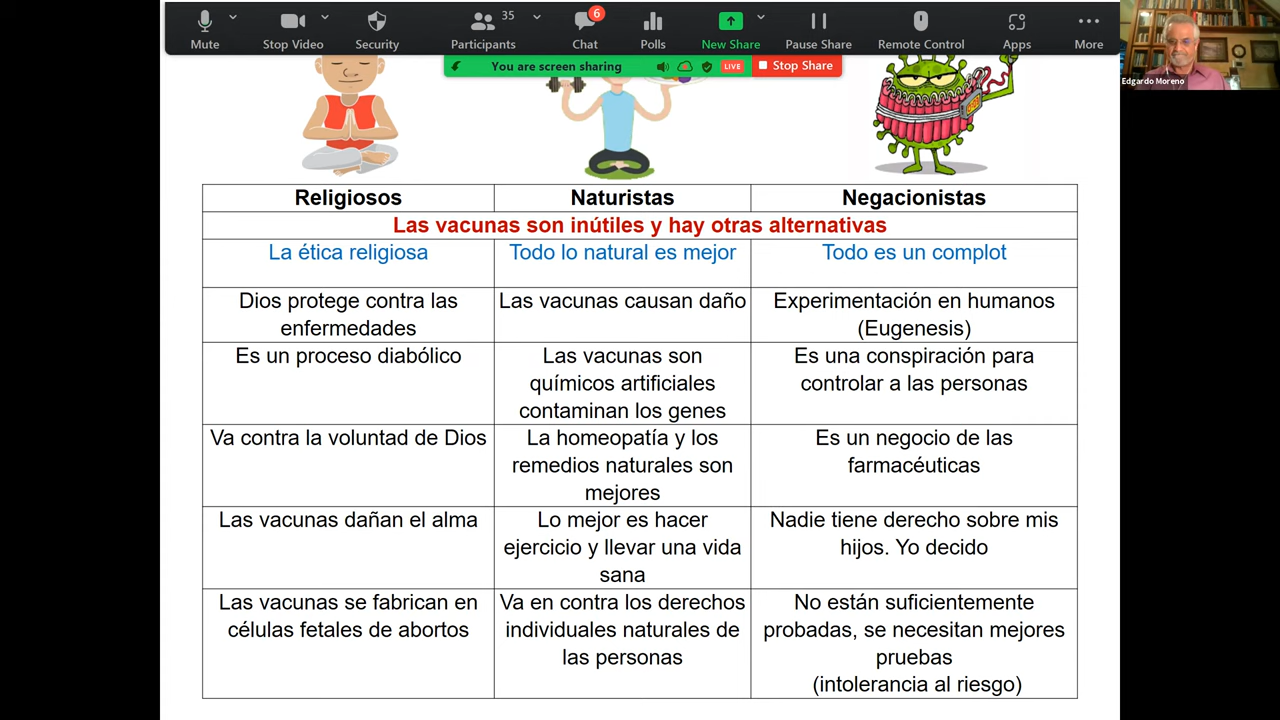 35
6
Mute
Stop Video
Security
Participants
Chat
Polls
New Share
Pause Share
Remote Control
Apps
More
You are screen sharing
LIVE
Stop Share
Edgardo Moreno
Religiosos
Naturistas
Negacionistas
Las vacunas son inútiles y hay otras alternativas
La ética religiosa
Todo lo natural es mejor
Todo es un complot
Dios protege contra las
enfermedades
Las vacunas causan daño
Experimentación en humanos
(Eugenesis)
Es un proceso diabólico
Las vacunas son
químicos artificiales
contaminan los genes
Es una conspiración para
controlar a las personas
Va contra la voluntad de Dios
La homeopatía y los
remedios naturales son
mejores
Es un negocio de las
farmacéuticas
Las vacunas dañan el alma
Lo mejor es hacer
ejercicio y llevar una vida
sana
Nadie tiene derecho sobre mis
hijos. Yo decido
Las vacunas se fabrican en
células fetales de abortos
Va en contra los derechos
individuales naturales de
las personas
No están suficientemente
probadas, se necesitan mejores
pruebas
(intolerancia al riesgo)